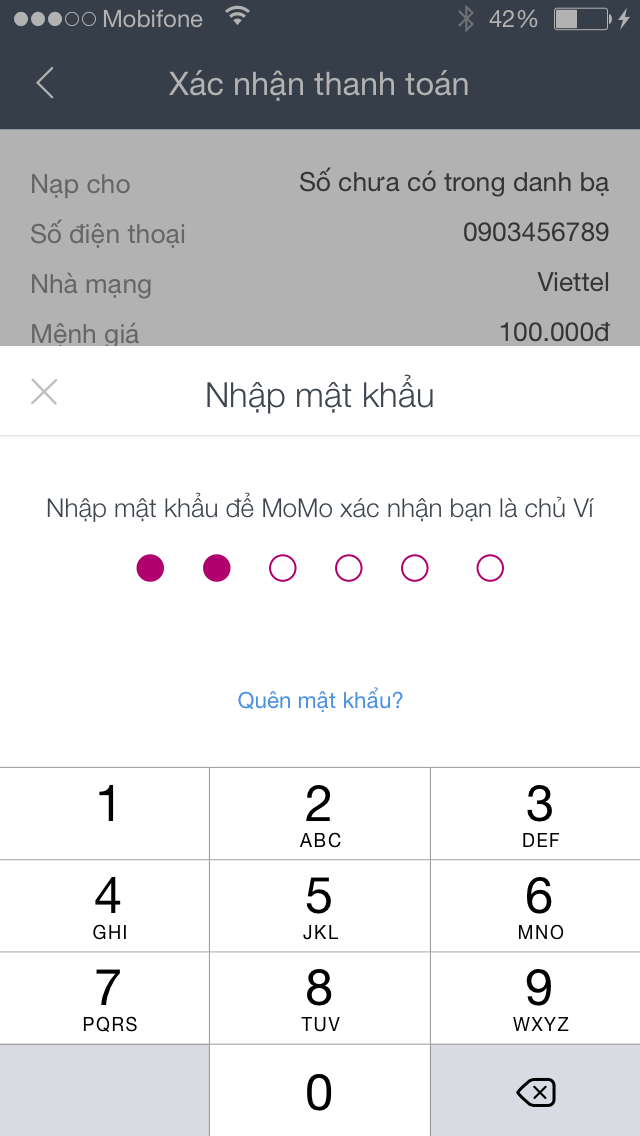 Mobifone 42%
Xác nhận thanh toán
Nạp cho Số chưa có trong danh bạ
Số điện thoại 0903456789
Nhà mạng Viettel
Mệnh giá 100.000đ
Nhập mật khẩu
Nhập mật khẩu để MoMo xác nhận bạn là chủ Ví
Quên mật khẩu?
1 2 3
ABC DEF
4 5 6
GHI JKL MNO
7 8 9
PQRS TUV WXYZ
0